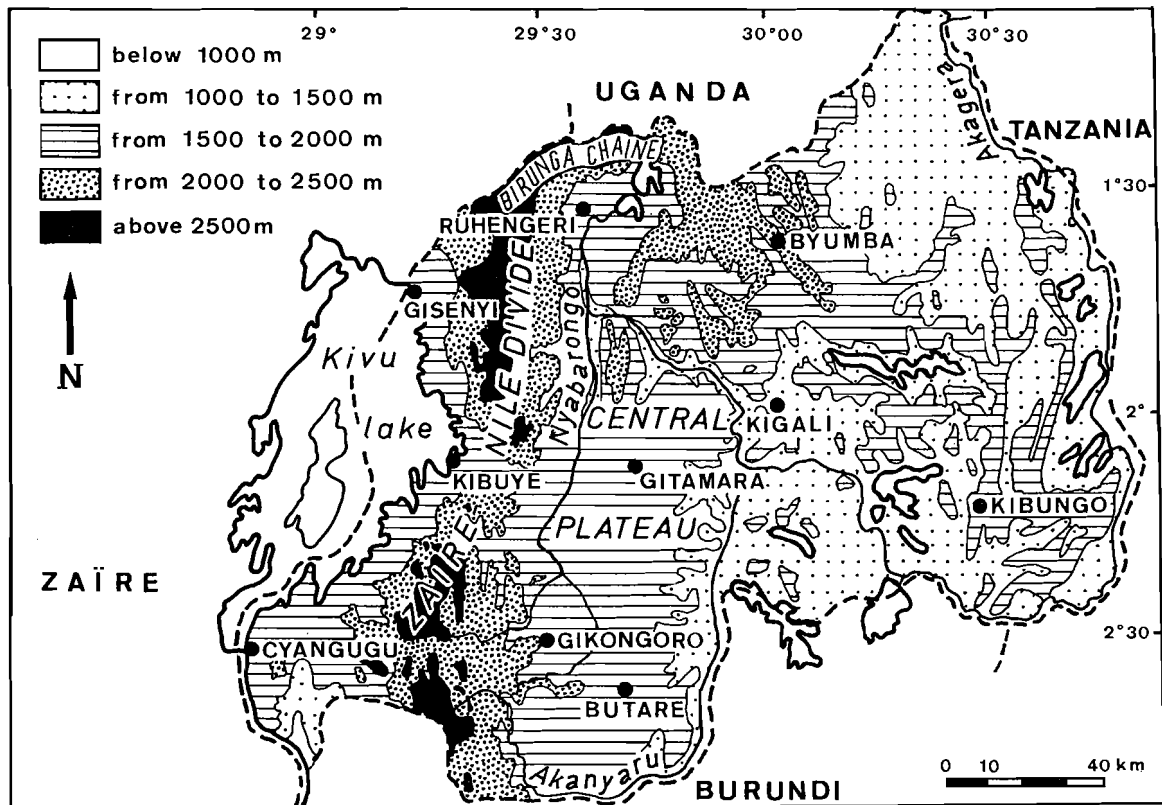 29°
29°30
30°00
30°30
below 1000 m
from 1000 to 1500 m
from 1500 to 2000 m
from 2000 to 2500 m
above 2500m
N
UGANDA
TANZANIA
Akagera
BIRUNGA CHAINE
1°30
RUHENGERI
BYUMBA
GISENYI
Kivu
lake
ZAÏRE NILE DIVIDE
Nyabarongo
CENTRAL
KIGALI
2°
KIBUYE
GITAMARA
KIBUNGO
PLATEAU
ZAÏRE
2°30
CYANGUGU
GIKONGORO
BUTARE
Akanyaru
BURUNDI
0 10 40 km